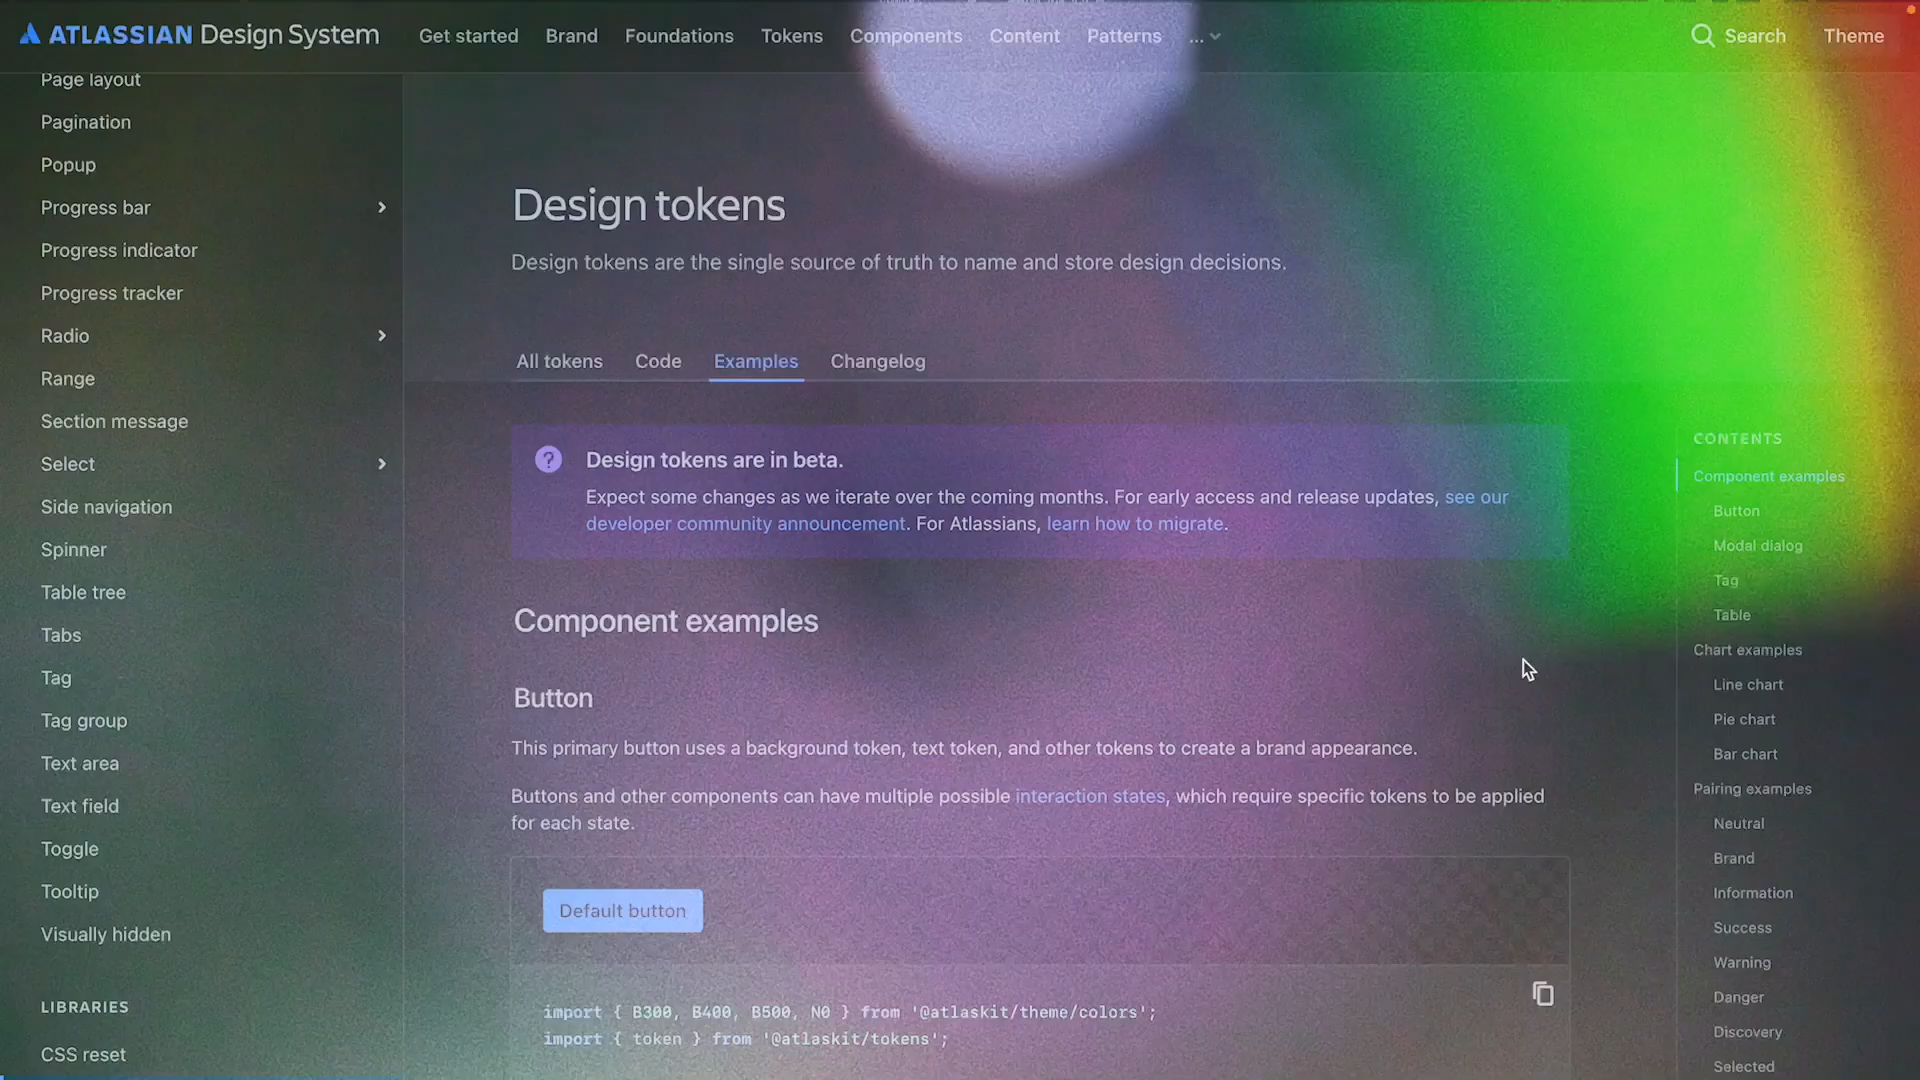 ATLASSIAN Design System
Get started
Brand
Foundations
Tokens
Components
Content
Patterns
...
Search
Theme
Page layout
Pagination
Popup
Progress bar
Progress indicator
Progress tracker
Radio
Range
Section message
Select
Side navigation
Spinner
Table tree
Tabs
Tag
Tag group
Text area
Text field
Toggle
Tooltip
Visually hidden
LIBRARIES
CSS reset
Design tokens
Design tokens are the single source of truth to name and store design decisions.
All tokens
Code
Examples
Changelog
?
Design tokens are in beta.
Expect some changes as we iterate over the coming months. For early access and release updates, see our
developer community announcement. For Atlassians, learn how to migrate.
Component examples
Button
This primary button uses a background token, text token, and other tokens to create a brand appearance.
Buttons and other components can have multiple possible interaction states, which require specific tokens to be applied
for each state.
Default button
import { B300, B400, B500, N0 } from '@atlaskit/theme/colors';
import { token } from '@atlaskit/tokens';
CONTENTS
Component examples
Button
Modal dialog
Tag
Table
Chart examples
Line chart
Pie chart
Bar chart
Pairing examples
Neutral
Brand
Information
Success
Warning
Danger
Discovery
Selected